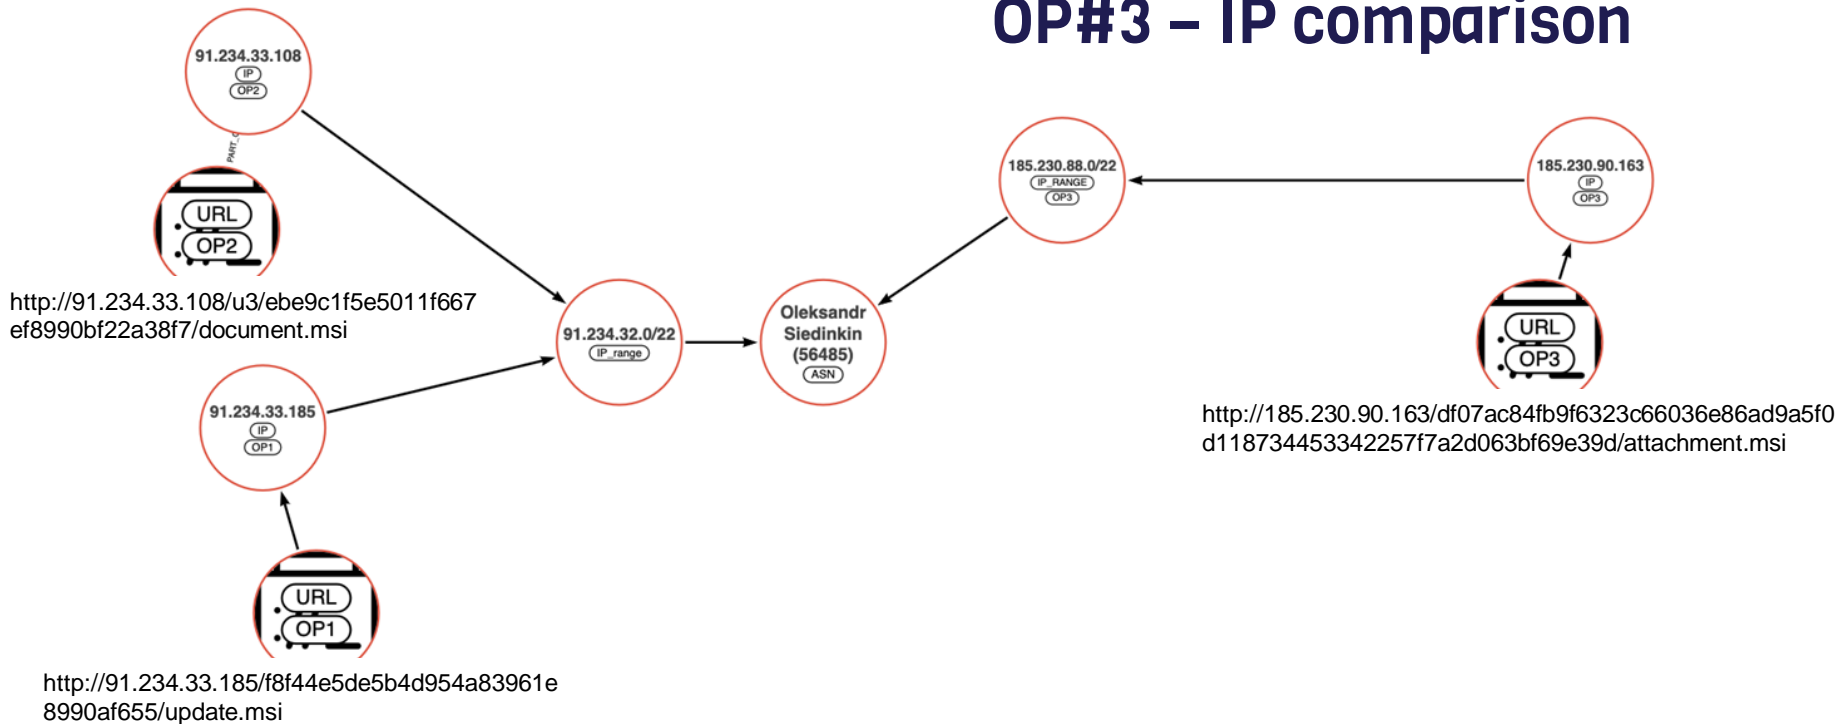 OP#3 – IP comparison
91.234.33.108
IP
OP2
URL
OP2
http://91.234.33.108/u3/ebe9c1f5e5011f667
ef8990bf22a38f7/document.msi
91.234.33.185
IP
OP1
URL
OP1
http://91.234.33.185/f8f44e5de5b4d954a83961e
8990af655/update.msi
91.234.32.0/22
IP_range
Oleksandr
Siedinkin
(56485)
ASN
185.230.88.0/22
IP_RANGE
OP3
185.230.90.163
IP
OP3
URL
OP3
http://185.230.90.163/df07ac84fb9f6323c66036e86ad9a5f0
d118734453342257f7a2d063bf69e39d/attachment.msi